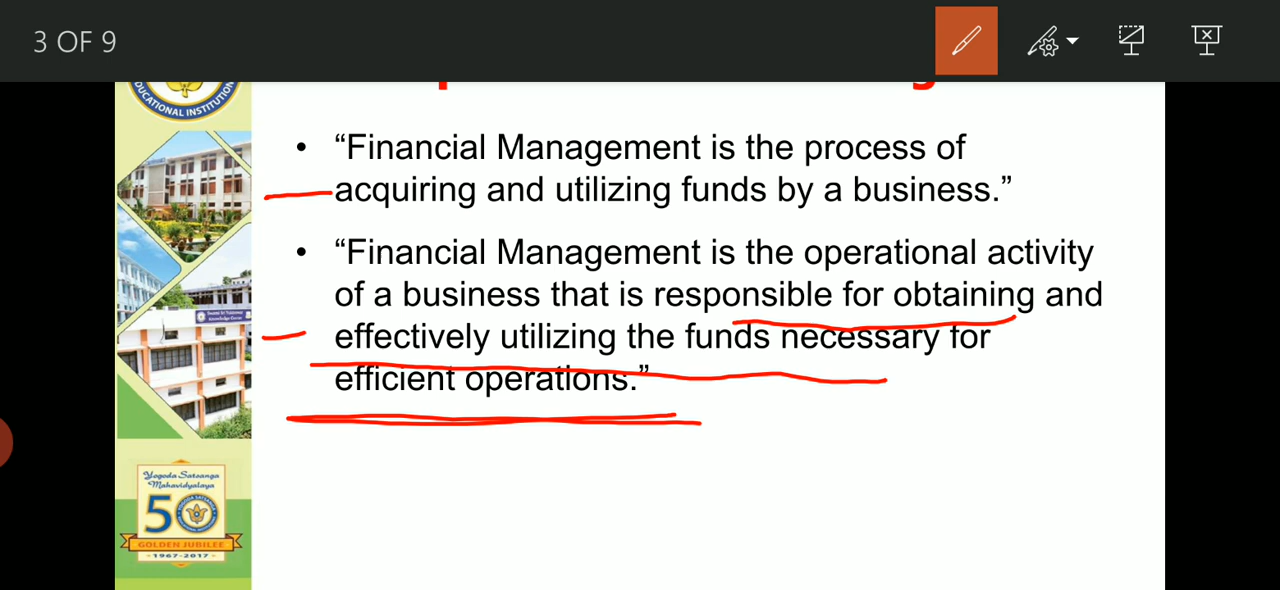 3 OF 9
UCATIONAL INSTITUTION
• “Financial Management is the process of
acquiring and utilizing funds by a business.”
• “Financial Management is the operational activity
of a business that is responsible for obtaining and
effectively utilizing the funds necessary for
efficient operations.”
Yogoda Satsanga
Mahavidyalaya
50
GOLDEN JUBILEE
1967-2017